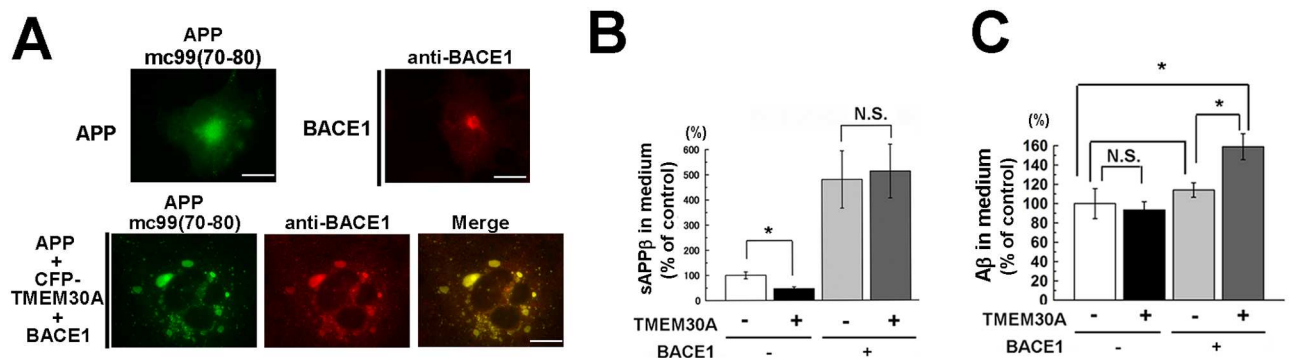 A
APP
mc99(70-80)
anti-BACE1
APP
BACE1
APP
mc99(70-80)
anti-BACE1
Merge
APP
+
CFP-
TMEM30A
+
BACE1
B
(%)
sAPPβ in medium
(% of control)
600
500
400
300
200
100
0
*
N.S.
TMEM30A - + - +
BACE1 - +
C
(%)
Aβ in medium
(% of control)
160
140
120
100
80
60
40
20
0
*
*
N.S.
TMEM30A - + - +
BACE1 - +